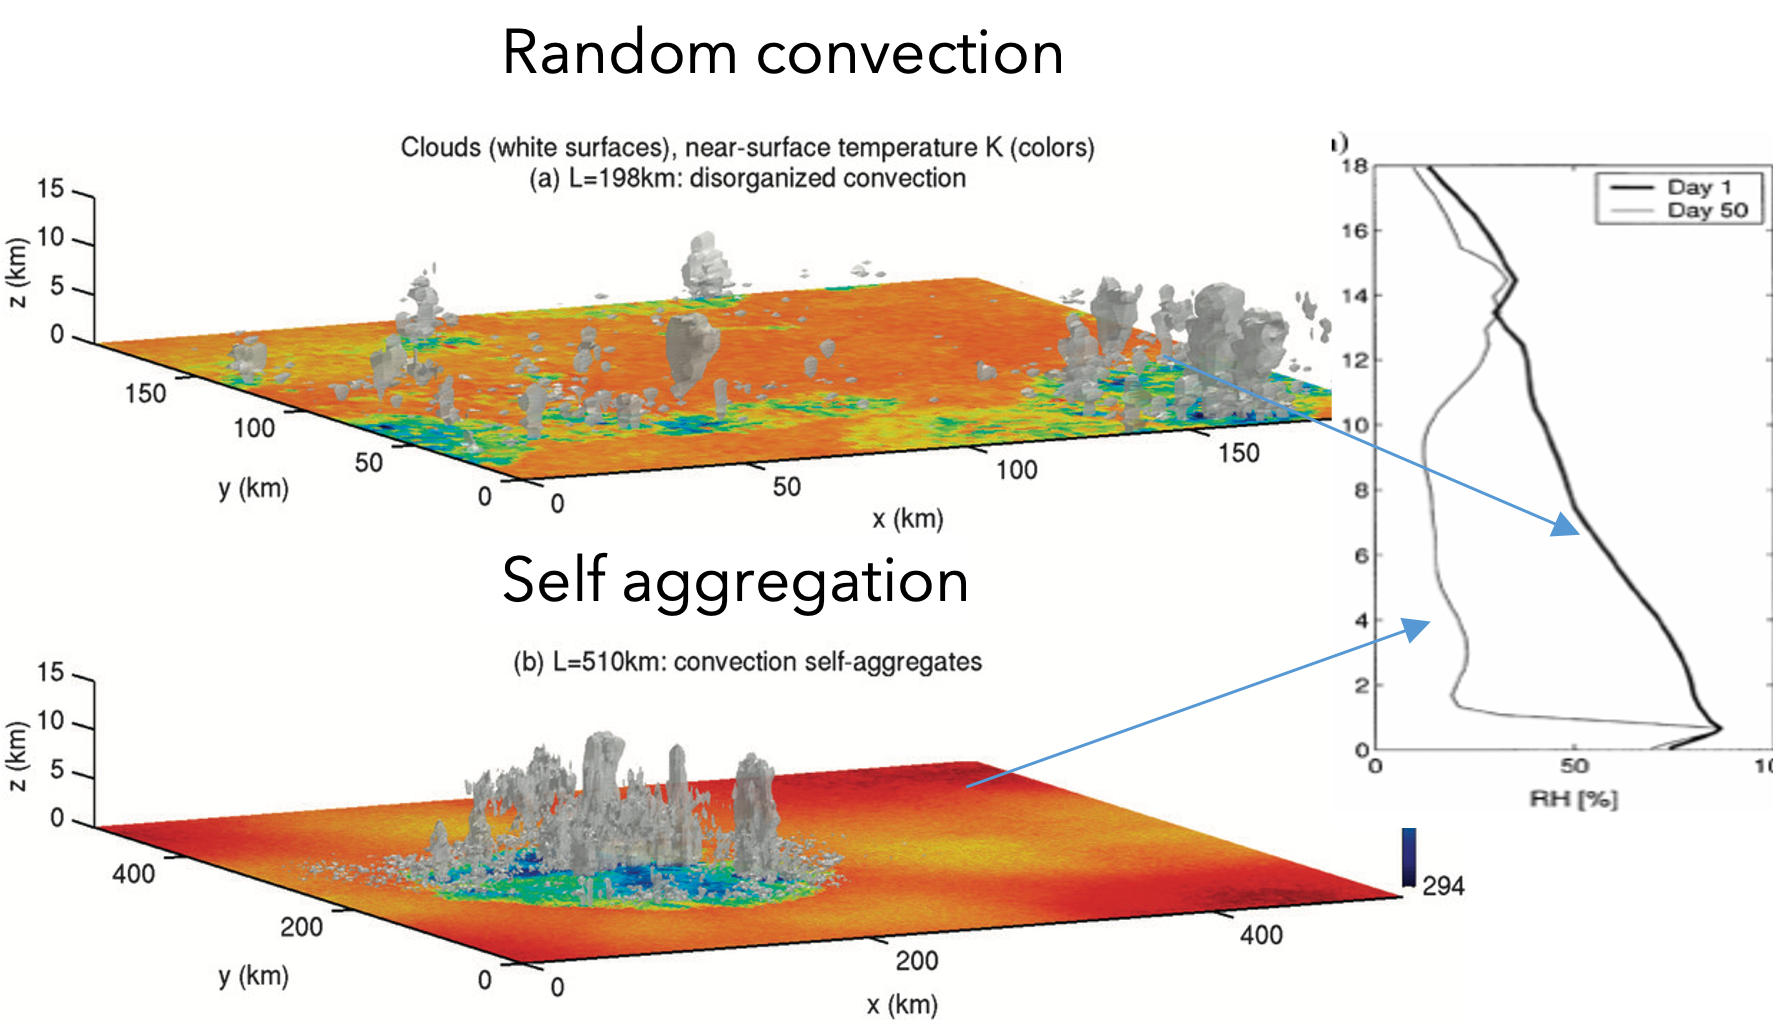 Random convection
Clouds (white surfaces), near-surface temperature K (colors)
(a) L=198km: disorganized convection
15
10
5
0
z (km)
150
100
50
0
y (km)
0
50
100
150
x (km)
Self aggregation
(b) L=510km: convection self-aggregates
15
10
5
0
z (km)
400
200
0
y (km)
0
200
400
x (km)
294
18
16
14
12
10
8
6
4
2
0
Day 1
Day 50
0
50
RH [%]